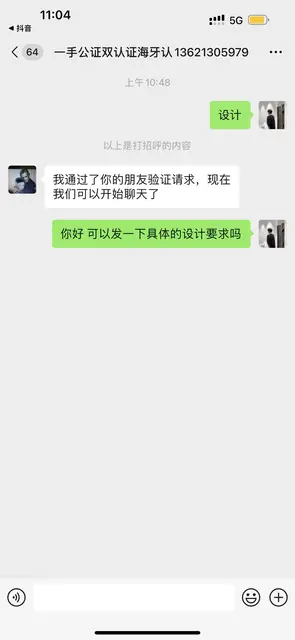 11:04
5G
抖音
64
一手公证双认证海牙认13621305979
上午10:48
设计
以上是打招呼的内容
我通过了你的朋友验证请求，现在
我们可以开始聊天了
你好 可以发一下具体的设计要求吗